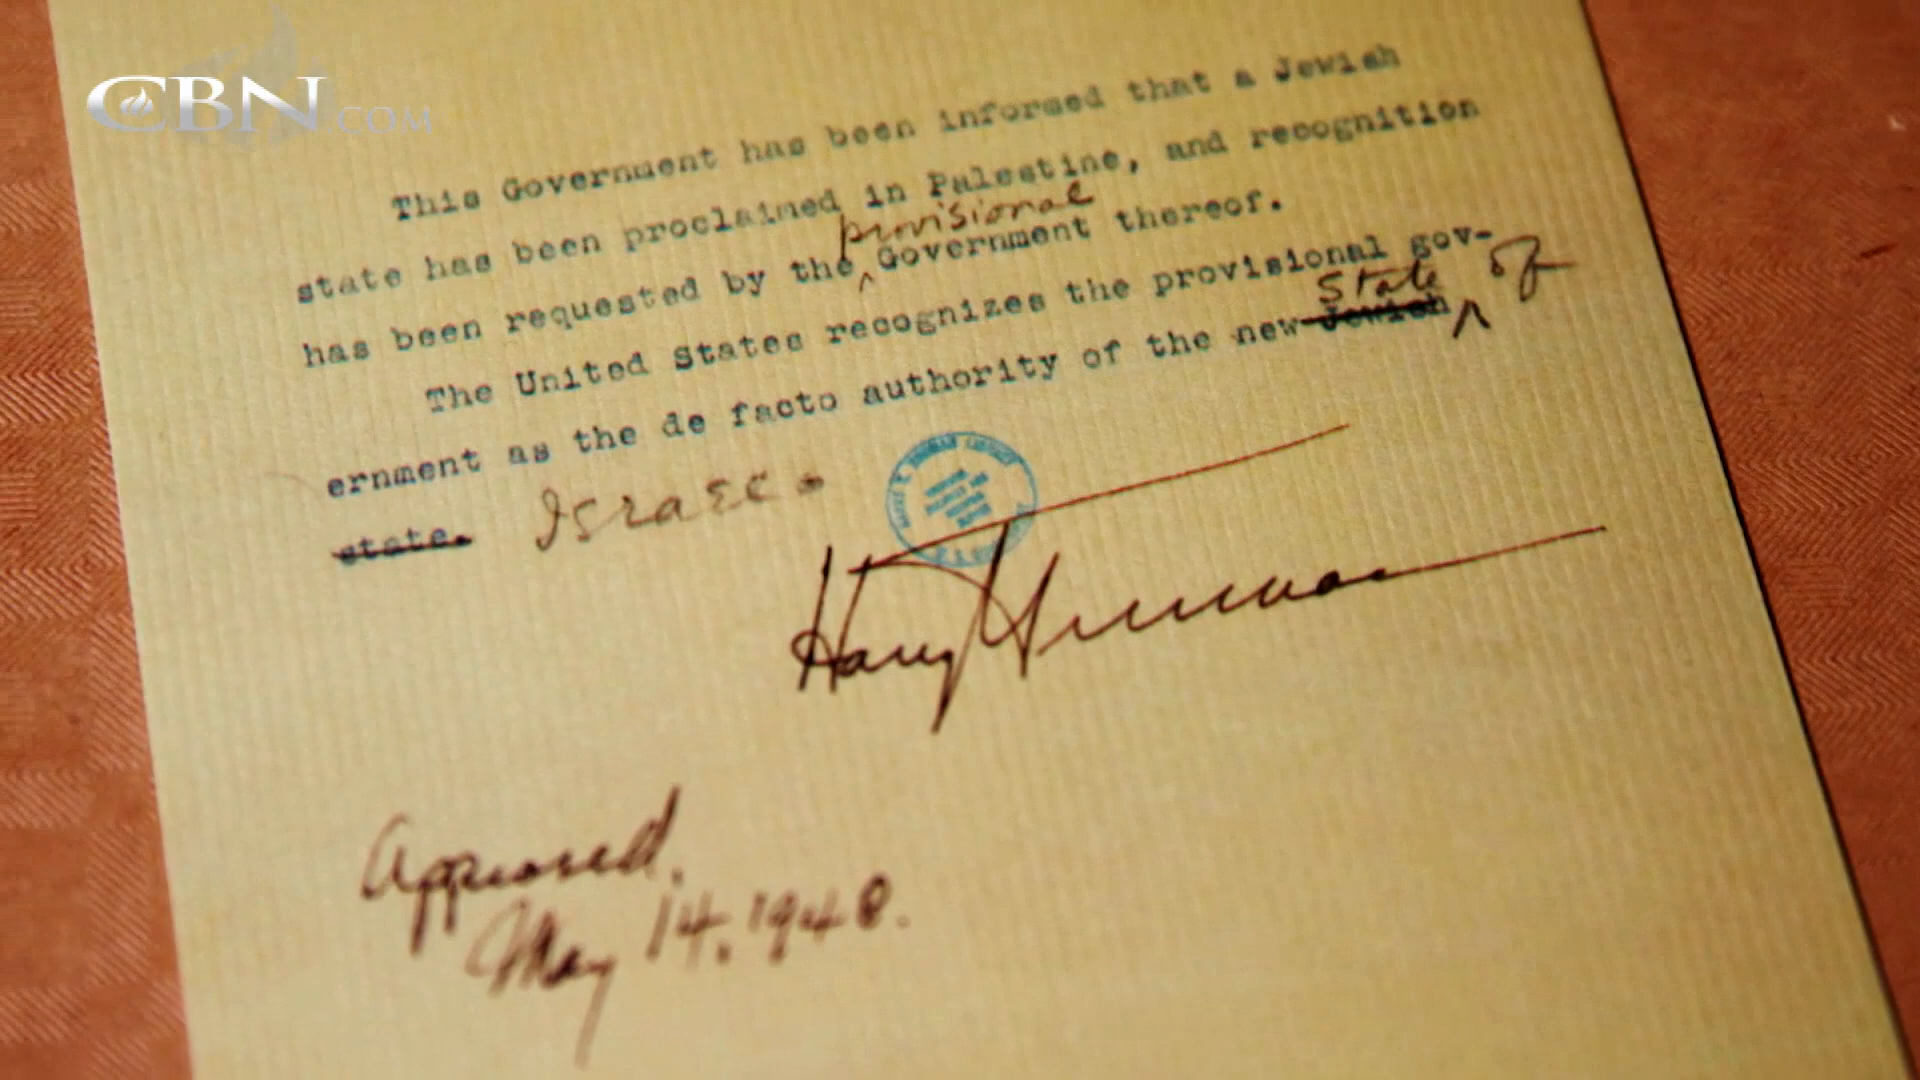 CBN.COM
This Government has been informed that a Jewish
state has been proclaimed in Palestine, and recognition
provisional
has been requested by the ^ Government thereof.
The United States recognizes the provisional gov-
State of
ernment as the de facto authority of the new Jewish ^
state. Israel.
Harry Truman
Approved,
May 14, 1948.